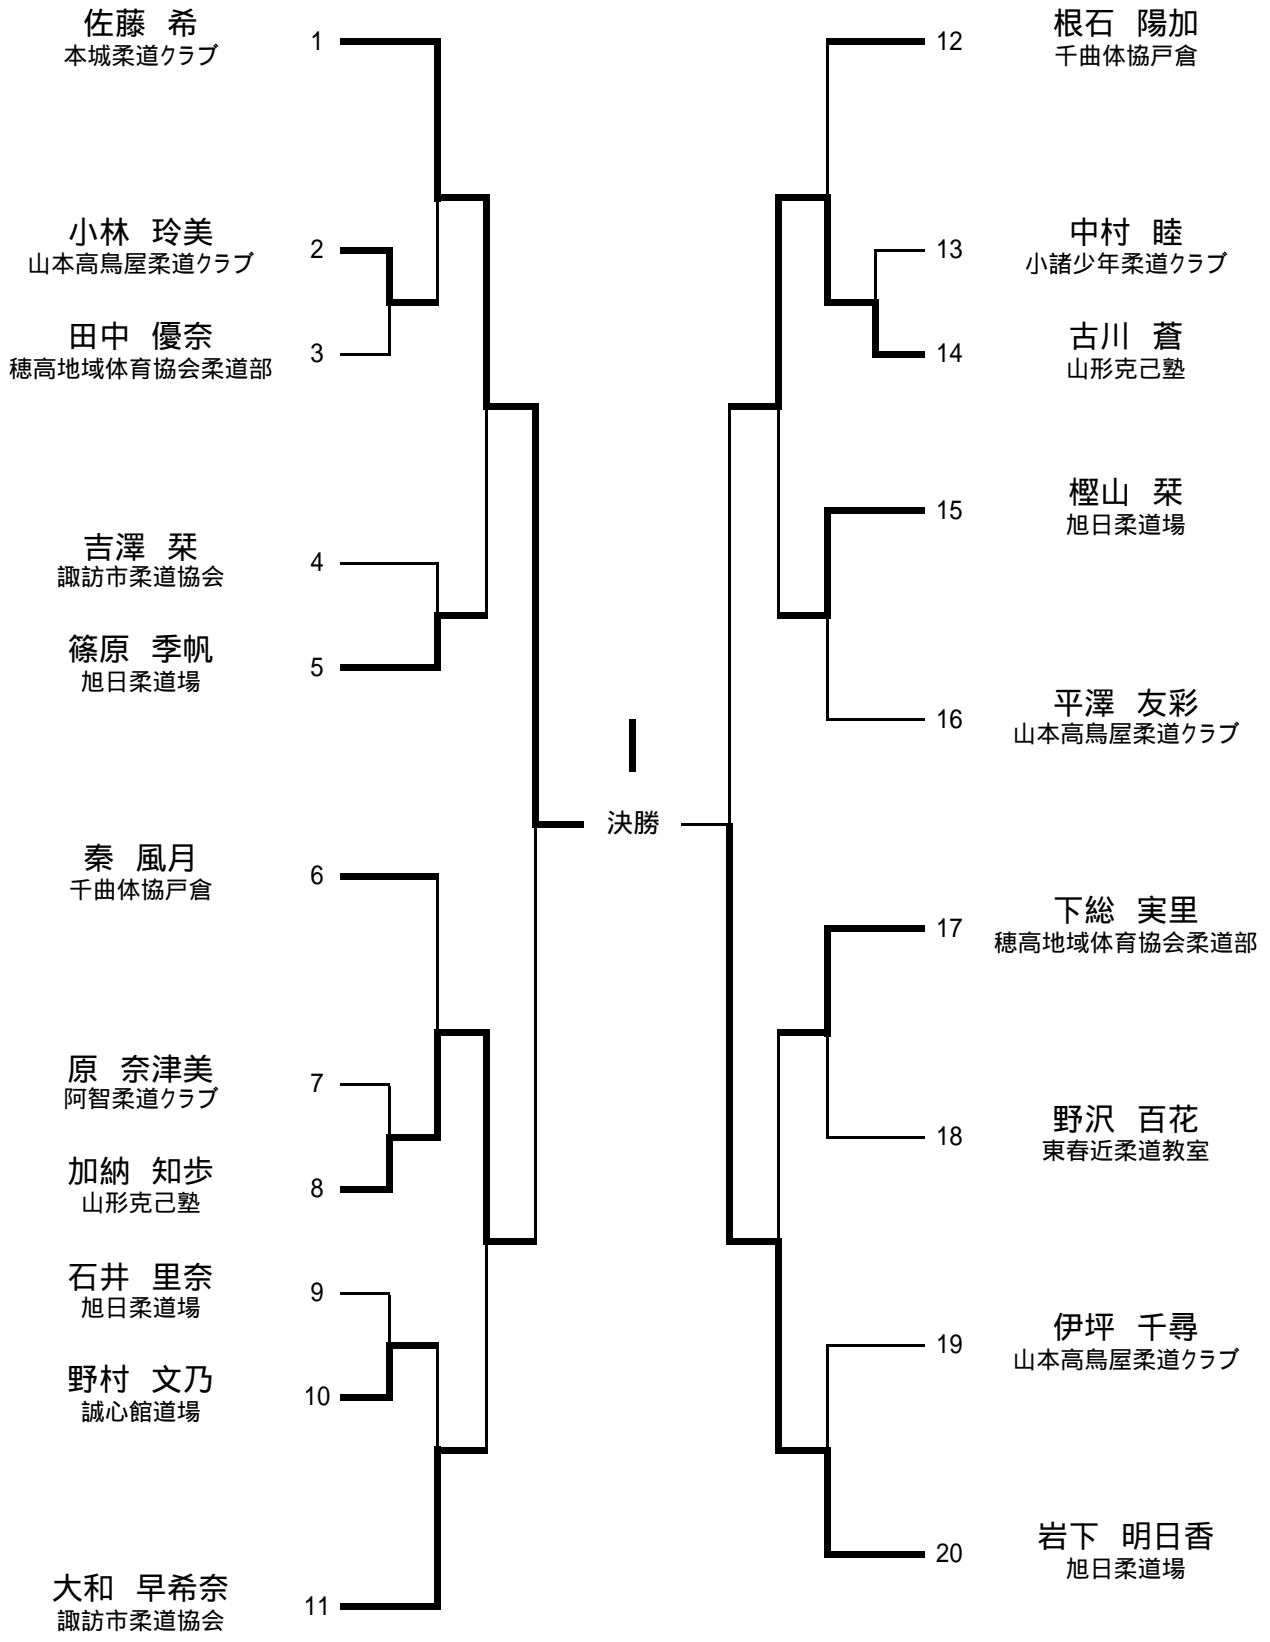 佐藤 希
本城柔道クラブ
1
小林 玲美
山本高鳥屋柔道クラブ
2
田中 優奈
穂高地域体育協会柔道部
3
吉澤 栞
諏訪市柔道協会
4
篠原 季帆
旭日柔道場
5
秦 風月
千曲体協戸倉
6
原 奈津美
阿智柔道クラブ
7
加納 知歩
山形克己塾
8
石井 里奈
旭日柔道場
9
野村 文乃
誠心館道場
10
大和 早希奈
諏訪市柔道協会
11
決勝
12
根石 陽加
千曲体協戸倉
13
中村 睦
小諸少年柔道クラブ
14
古川 蒼
山形克己塾
15
樫山 栞
旭日柔道場
16
平澤 友彩
山本高鳥屋柔道クラブ
17
下総 実里
穂高地域体育協会柔道部
18
野沢 百花
東春近柔道教室
19
伊坪 千尋
山本高鳥屋柔道クラブ
20
岩下 明日香
旭日柔道場